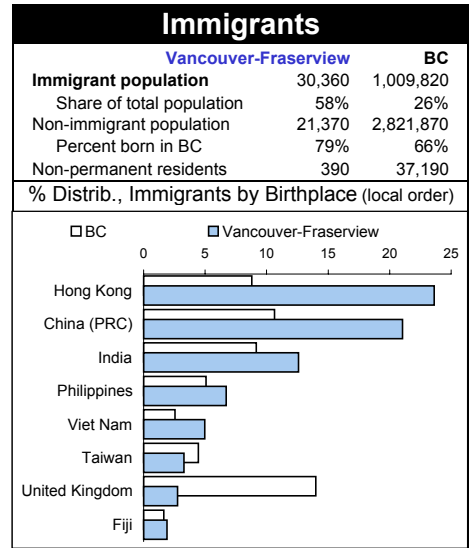 Immigrants
Vancouver-Fraserview BC
Immigrant population 30,360 1,009,820
Share of total population 58% 26%
Non-immigrant population 21,370 2,821,870
Percent born in BC 79% 66%
Non-permanent residents 390 37,190
% Distrib., Immigrants by Birthplace (local order)
BC Vancouver-Fraserview
0 5 10 15 20 25
Hong Kong
China (PRC)
India
Philippines
Viet Nam
Taiwan
United Kingdom
Fiji